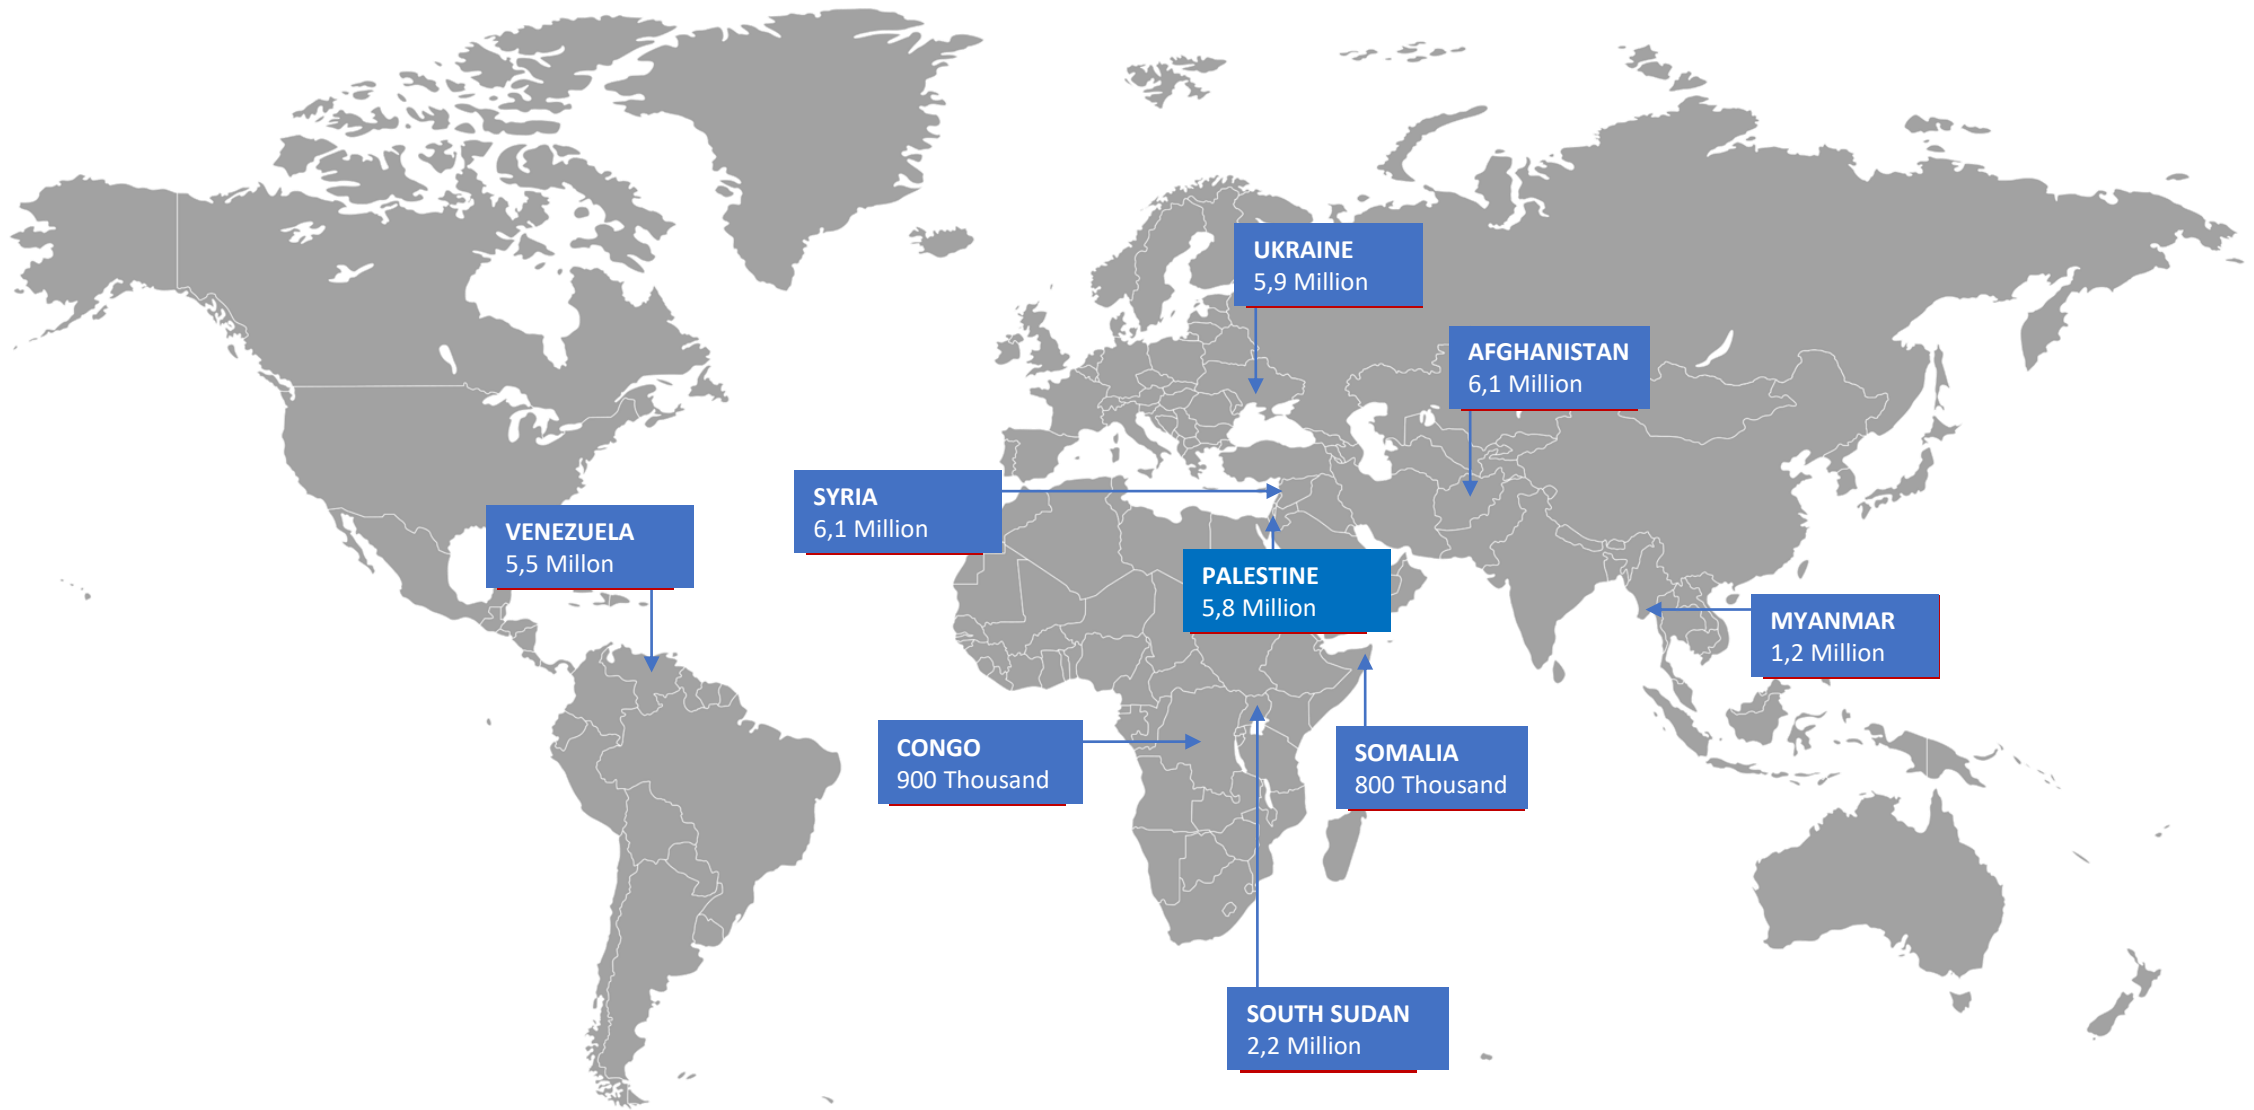 UKRAINE
5,9 Million
AFGHANISTAN
6,1 Million
SYRIA
6,1 Million
VENEZUELA
5,5 Millon
PALESTINE
5,8 Million
MYANMAR
1,2 Million
CONGO
900 Thousand
SOMALIA
800 Thousand
SOUTH SUDAN
2,2 Million